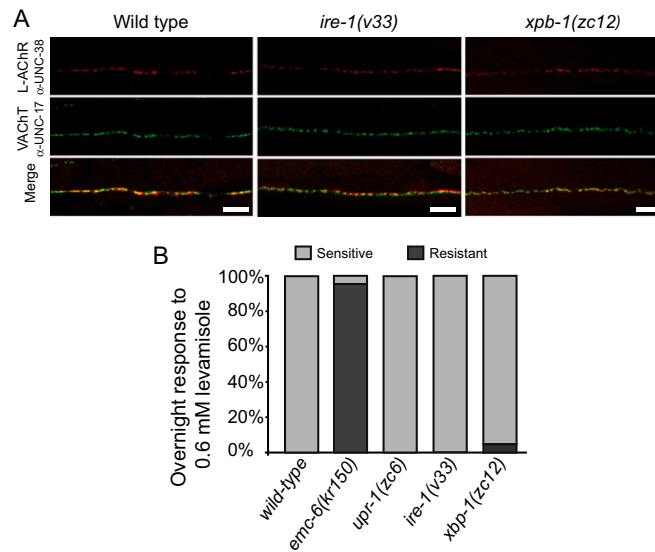 A
Wild type
ire-1(v33)
xpb-1(zc12)
L-AChR
α-UNC-38
VAChT
α-UNC-17
Merge
B
Sensitive
Resistant
Overnight response to
0.6 mM levamisole
100%
80%
60%
40%
20%
0%
wild-type
emc-6(kr150)
upr-1(zc6)
ire-1(v33)
xbp-1(zc12)